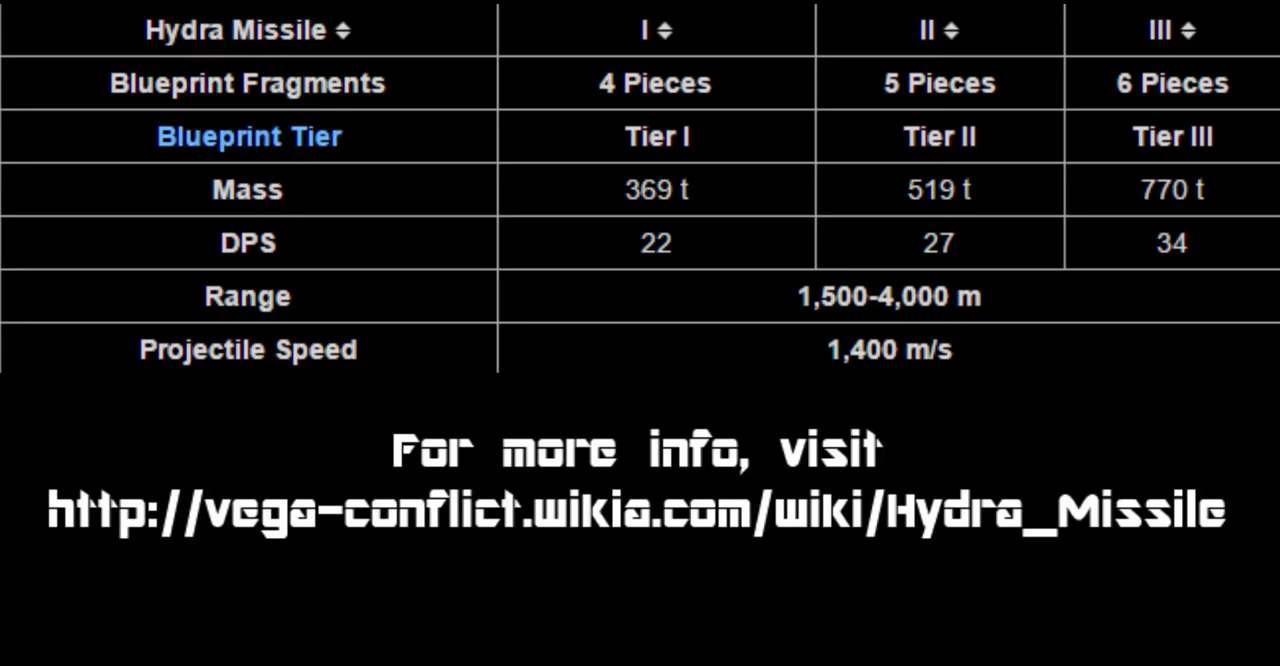 Hydra Missile I II III
Blueprint Fragments 4 Pieces 5 Pieces 6 Pieces
Blueprint Tier Tier I Tier II Tier III
Mass 369 t 519 t 770 t
DPS 22 27 34
Range 1,500-4,000 m
Projectile Speed 1,400 m/s
For more info, visit
http://vega-conflict.wikia.com/wiki/Hydra_Missile